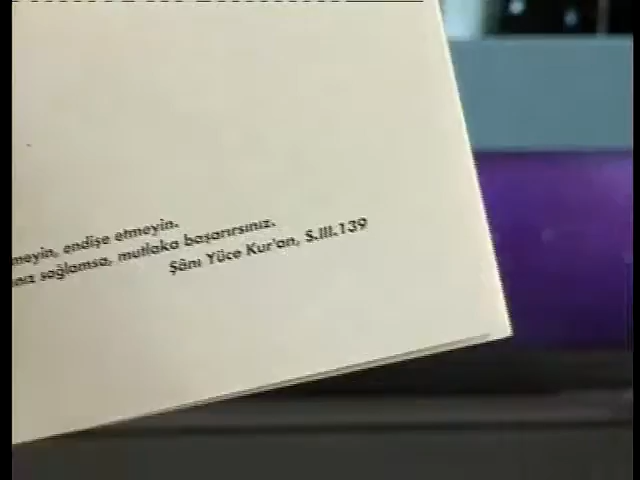 meyin, endişe etmeyin.
nız sağlamsa, mutlaka başarırsınız.
Şânı Yüce Kur'an, S.III.139